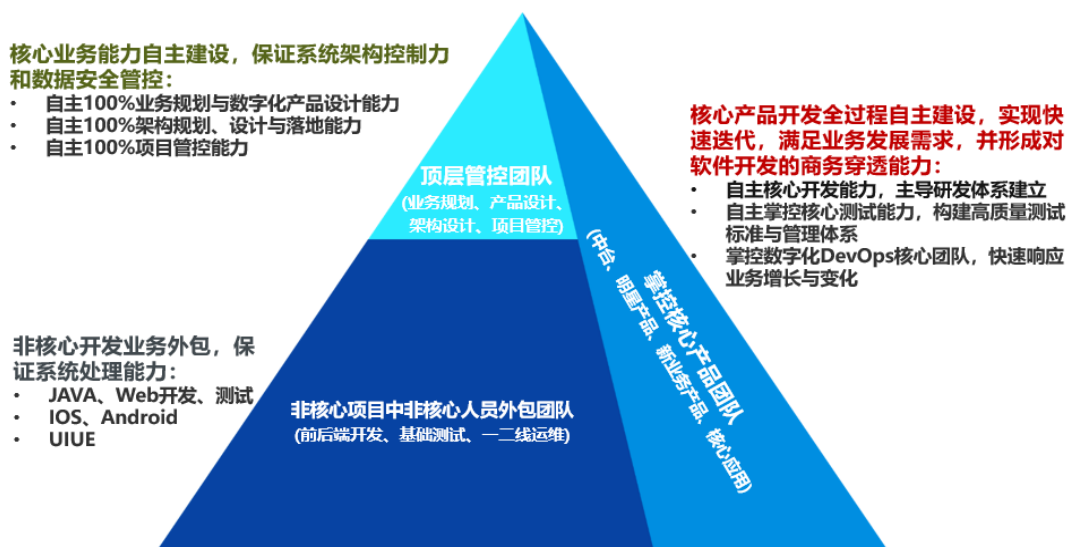 核心业务能力自主建设，保证系统架构控制力
和数据安全管控：
• 自主100%业务规划与数字化产品设计能力
• 自主100%架构规划、设计与落地能力
• 自主100%项目管控能力
顶层管控团队
(业务规划、产品设计、
架构设计、项目管控)
核心产品开发全过程自主建设，实现快
速迭代，满足业务发展需求，并形成对
软件开发的商务穿透能力：
• 自主核心开发能力，主导研发体系建立
• 自主掌控核心测试能力，构建高质量测试
标准与管理体系
• 掌控数字化DevOps核心团队，快速响应
业务增长与变化
掌控核心产品团队
(中台、明星产品、新业务产品、核心应用)
非核心开发业务外包，保
证系统处理能力：
• JAVA、Web开发、测试
• IOS、Android
• UIUE
非核心项目中非核心人员外包团队
(前后端开发、基础测试、一二线运维)